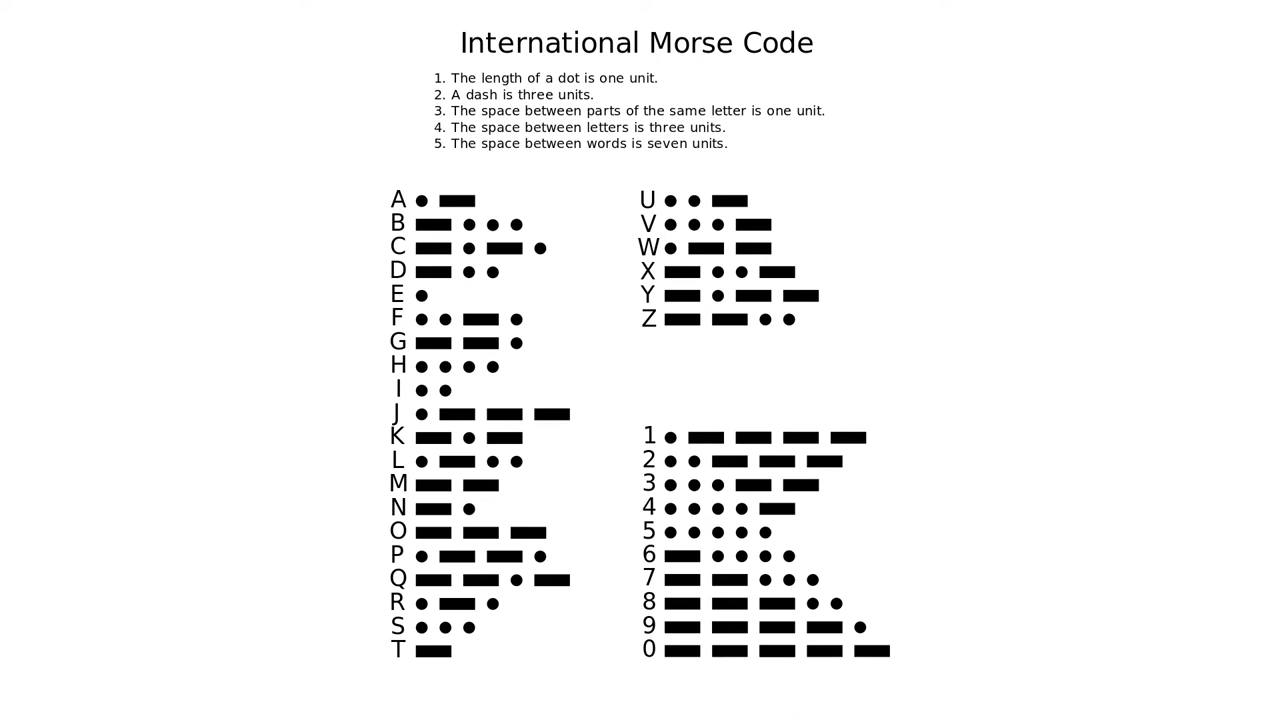 International Morse Code
1. The length of a dot is one unit.
2. A dash is three units.
3. The space between parts of the same letter is one unit.
4. The space between letters is three units.
5. The space between words is seven units.
A
B
C
D
E
F
G
H
I
J
K
L
M
N
O
P
Q
R
S
T
U
V
W
X
Y
Z
1
2
3
4
5
6
7
8
9
0